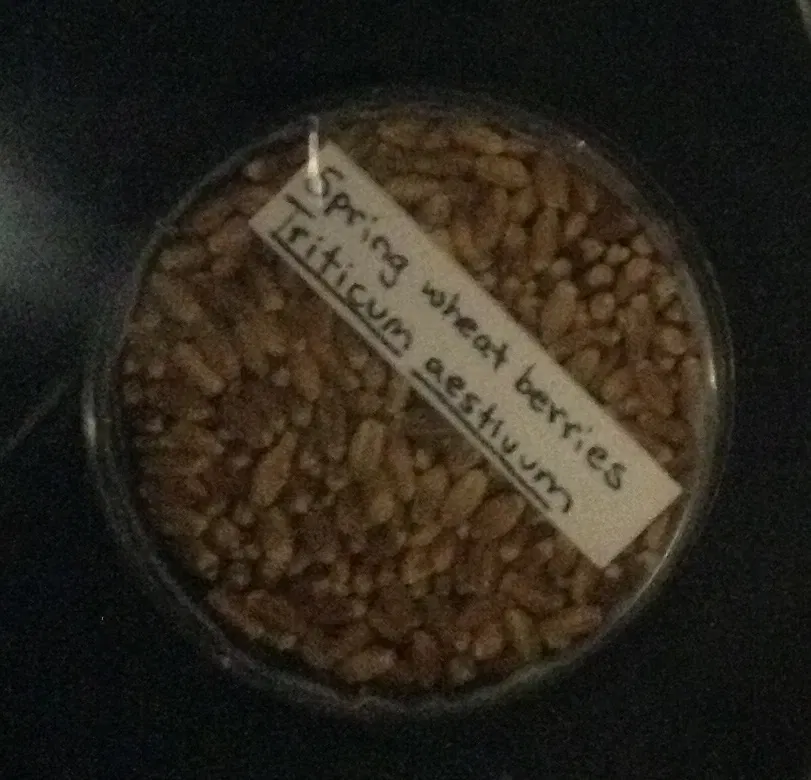 Spring wheat berries
Triticum aestivum